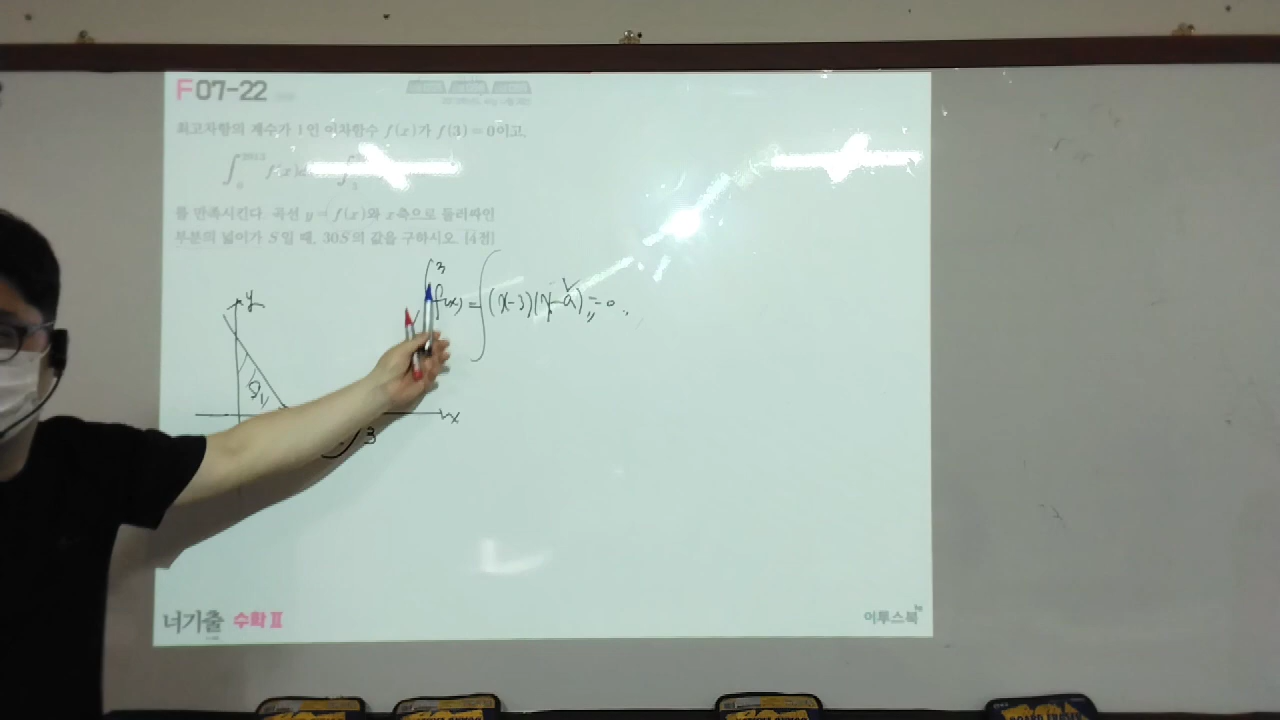 F07-22
최고차항의 계수가 1인 이차함수 f(x)가 f(3)=0이고,
∫ f(x)d ∫ 3
를 만족시킨다. 곡선 y=f(x)와 x축으로 둘러싸인
부분의 넓이가 S일 때, 30S의 값을 구하시오. [4점]
∫ 3 f(x) = ∫ (x-3)(x-a) = 0
y
S₁
x
3
너기출 수학Ⅱ
이투스북